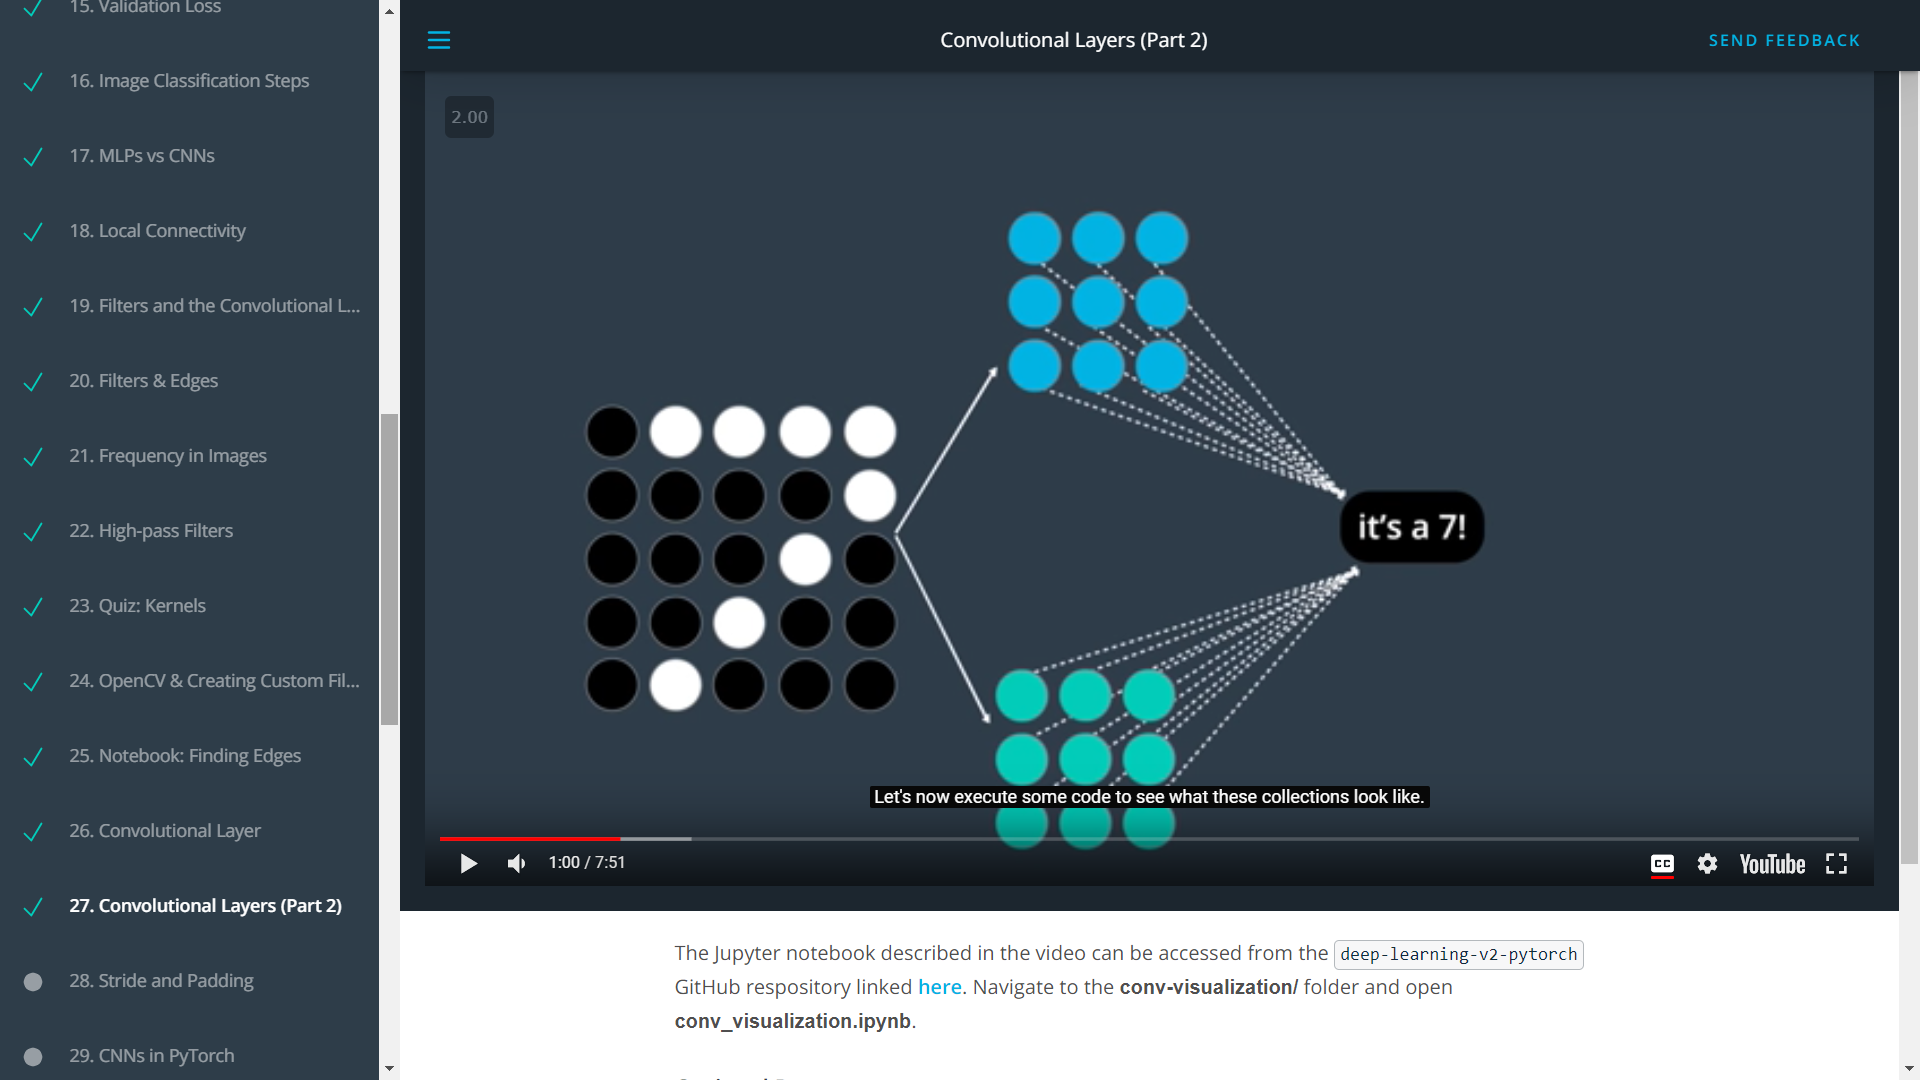 15. Validation Loss
16. Image Classification Steps
17. MLPs vs CNNs
18. Local Connectivity
19. Filters and the Convolutional L...
20. Filters & Edges
21. Frequency in Images
22. High-pass Filters
23. Quiz: Kernels
24. OpenCV & Creating Custom Fil...
25. Notebook: Finding Edges
26. Convolutional Layer
27. Convolutional Layers (Part 2)
28. Stride and Padding
29. CNNs in PyTorch
Convolutional Layers (Part 2)
SEND FEEDBACK
2.00
it's a 7!
Let's now execute some code to see what these collections look like.
1:00 / 7:51
CC
YouTube
The Jupyter notebook described in the video can be accessed from the deep-learning-v2-pytorch
GitHub respository linked here. Navigate to the conv-visualization/ folder and open
conv_visualization.ipynb.